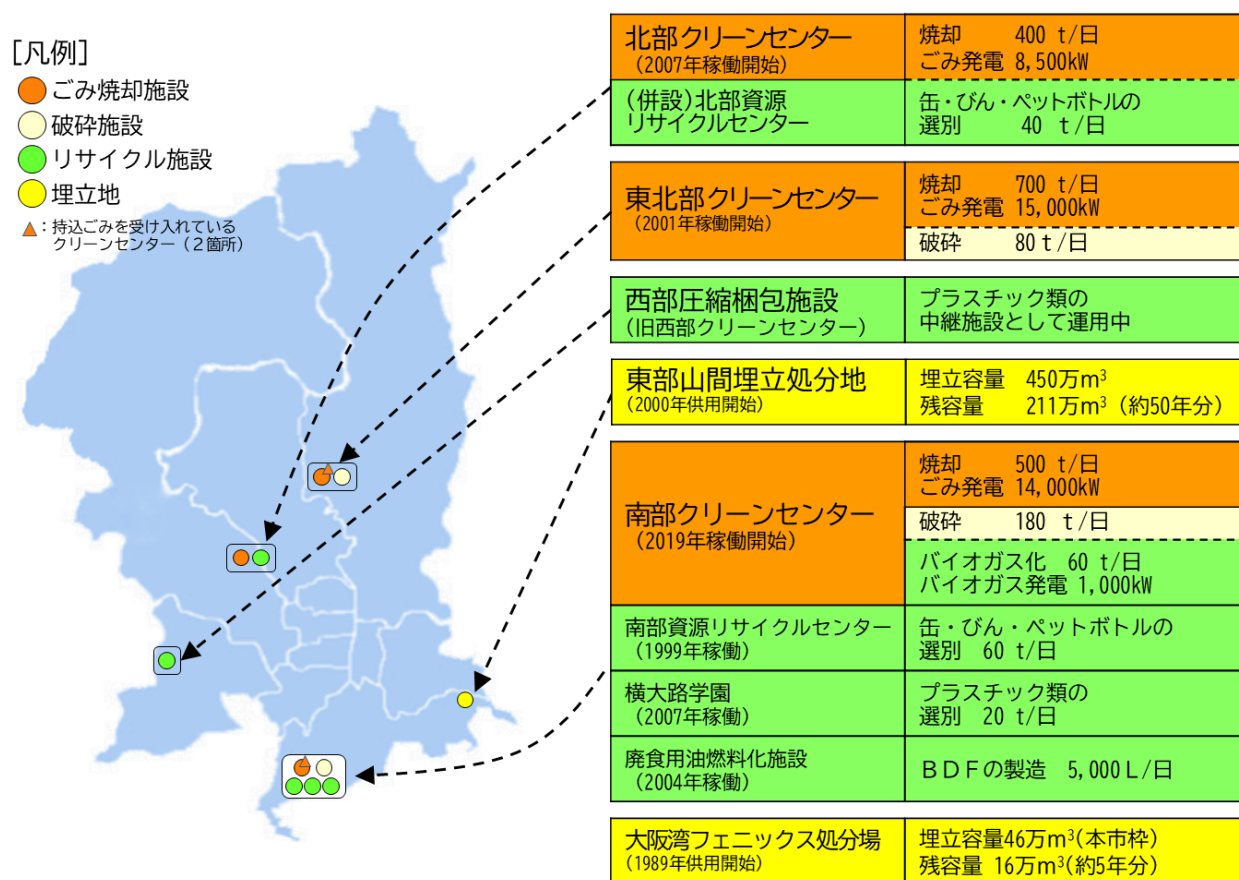 [凡例]
ごみ焼却施設
破砕施設
リサイクル施設
埋立地
▲：持込ごみを受け入れている
クリーンセンター（２箇所）
北部クリーンセンター
（2007年稼働開始）
焼却 400 t/日
ごみ発電 8,500kW
（併設）北部資源
リサイクルセンター
缶・びん・ペットボトルの
選別 40 t/日
東北部クリーンセンター
（2001年稼働開始）
焼却 700 t/日
ごみ発電 15,000kW
破砕 80 t/日
西部圧縮梱包施設
（旧西部クリーンセンター）
プラスチック類の
中継施設として運用中
東部山間埋立処分地
（2000年供用開始）
埋立容量 450万m³
残容量 211万m³（約50年分）
南部クリーンセンター
（2019年稼働開始）
焼却 500 t/日
ごみ発電 14,000kW
破砕 180 t/日
バイオガス化 60 t/日
バイオガス発電 1,000kW
南部資源リサイクルセンター
（1999年稼働）
缶・びん・ペットボトルの
選別 60 t/日
横大路学園
（2007年稼働）
プラスチック類の
選別 20 t/日
廃食用油燃料化施設
（2004年稼働）
ＢＤＦの製造 5,000Ｌ/日
大阪湾フェニックス処分場
（1989年供用開始）
埋立容量46万m³（本市枠）
残容量 16万m³（約5年分）